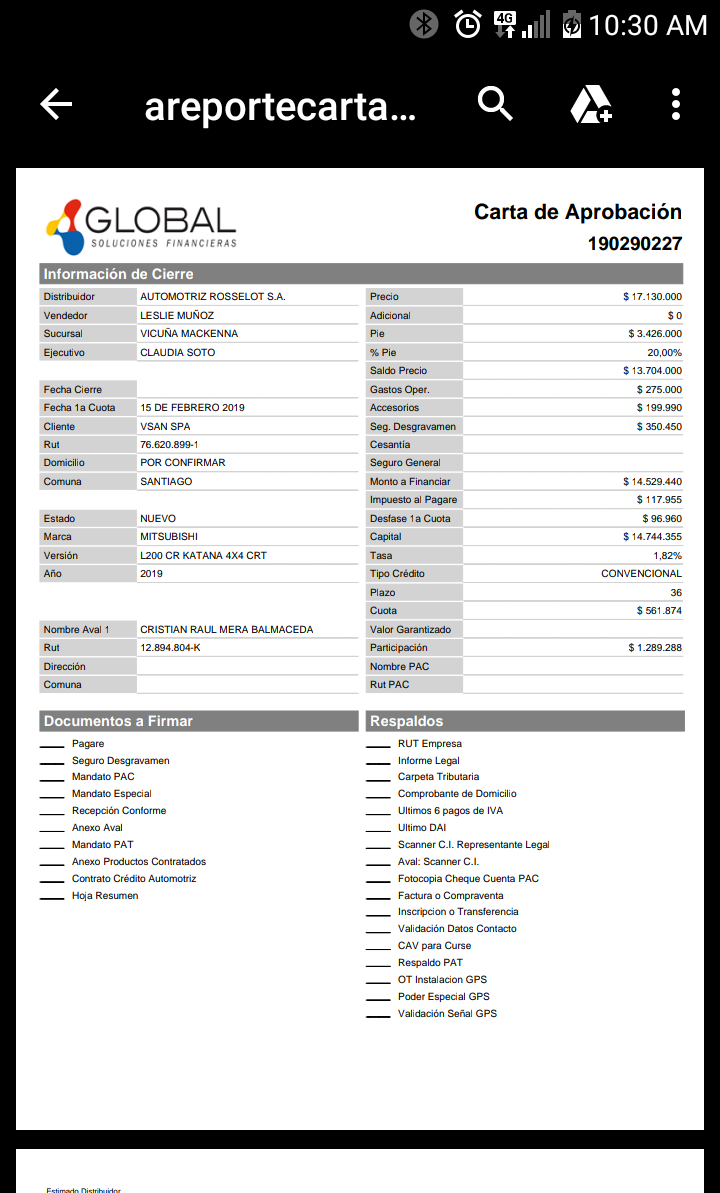 4G 10:30 AM
areportecarta...
GLOBAL
SOLUCIONES FINANCIERAS
Carta de Aprobación
190290227
Información de Cierre
Distribuidor AUTOMOTRIZ ROSSELOT S.A.
Vendedor LESLIE MUÑOZ
Sucursal VICUÑA MACKENNA
Ejecutivo CLAUDIA SOTO
Fecha Cierre
Fecha 1a Cuota 15 DE FEBRERO 2019
Cliente VSAN SPA
Rut 76.620.899-1
Domicilio POR CONFIRMAR
Comuna SANTIAGO
Estado NUEVO
Marca MITSUBISHI
Versión L200 CR KATANA 4X4 CRT
Año 2019
Nombre Aval 1 CRISTIAN RAUL MERA BALMACEDA
Rut 12.894.804-K
Dirección
Comuna
Precio $ 17.130.000
Adicional $ 0
Pie $ 3.426.000
% Pie 20,00%
Saldo Precio $ 13.704.000
Gastos Oper. $ 275.000
Accesorios $ 199.990
Seg. Desgravamen $ 350.450
Cesantía
Seguro General
Monto a Financiar $ 14.529.440
Impuesto al Pagare $ 117.955
Desfase 1a Cuota $ 96.960
Capital $ 14.744.355
Tasa 1,82%
Tipo Crédito CONVENCIONAL
Plazo 36
Cuota $ 561.874
Valor Garantizado
Participación $ 1.289.288
Nombre PAC
Rut PAC
Documentos a Firmar
Pagare
Seguro Desgravamen
Mandato PAC
Mandato Especial
Recepción Conforme
Anexo Aval
Mandato PAT
Anexo Productos Contratados
Contrato Crédito Automotriz
Hoja Resumen
Respaldos
RUT Empresa
Informe Legal
Carpeta Tributaria
Comprobante de Domicilio
Ultimos 6 pagos de IVA
Ultimo DAI
Scanner C.I. Representante Legal
Aval: Scanner C.I.
Fotocopia Cheque Cuenta PAC
Factura o Compraventa
Inscripcion o Transferencia
Validación Datos Contacto
CAV para Curse
Respaldo PAT
OT Instalacion GPS
Poder Especial GPS
Validación Señal GPS
Estimado Distribuidor